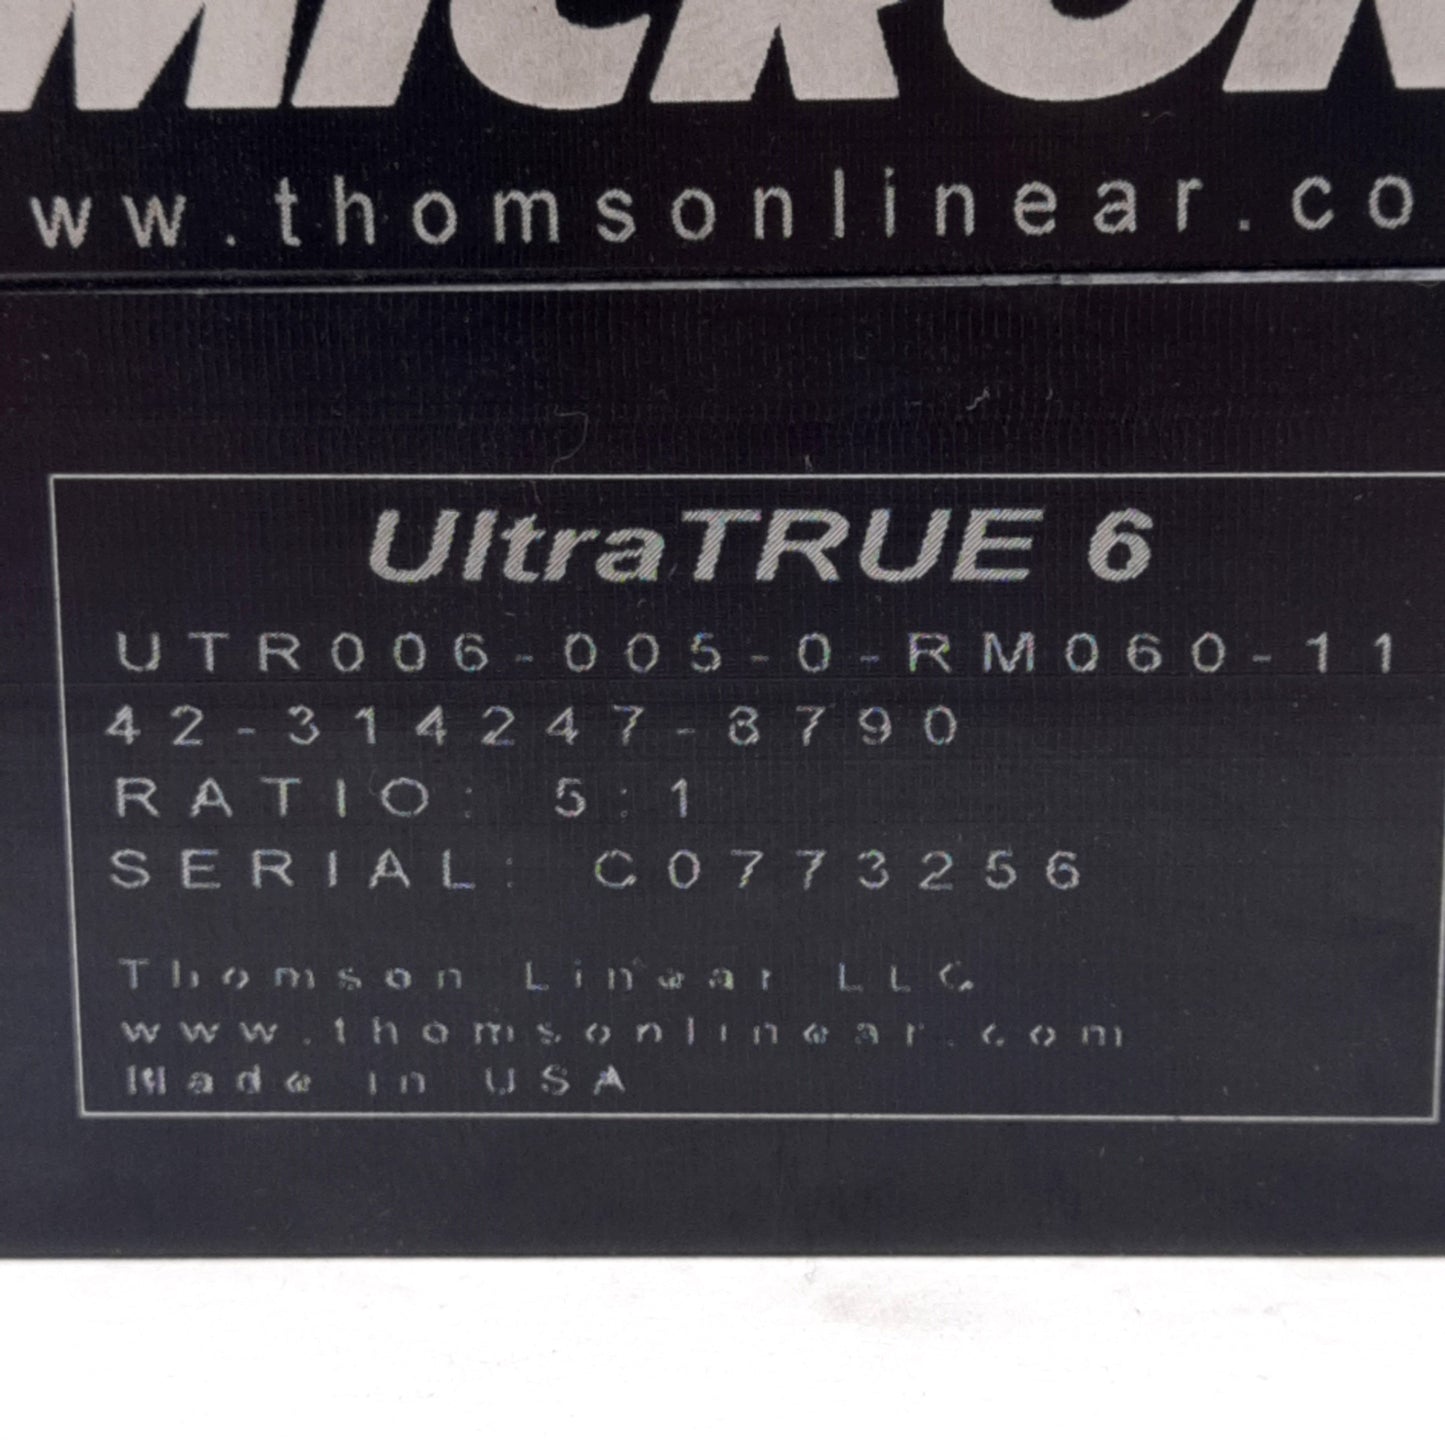 MICRON
ww.thomsonlinear.co
UltraTRUE 6
UTR006-005-0-RM060-11
42-314247-8790
RATIO: 5:1
SERIAL: C0773256
Thomson Linear LLC
www.thomsonlinear.com
Made in USA